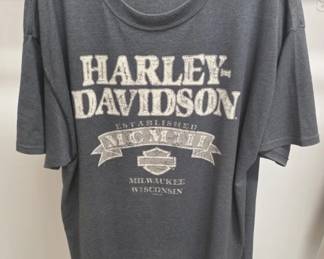 HARLEY-
DAVIDSON
ESTABLISHED
MCMIII
MILWAUKEE
WISCONSIN